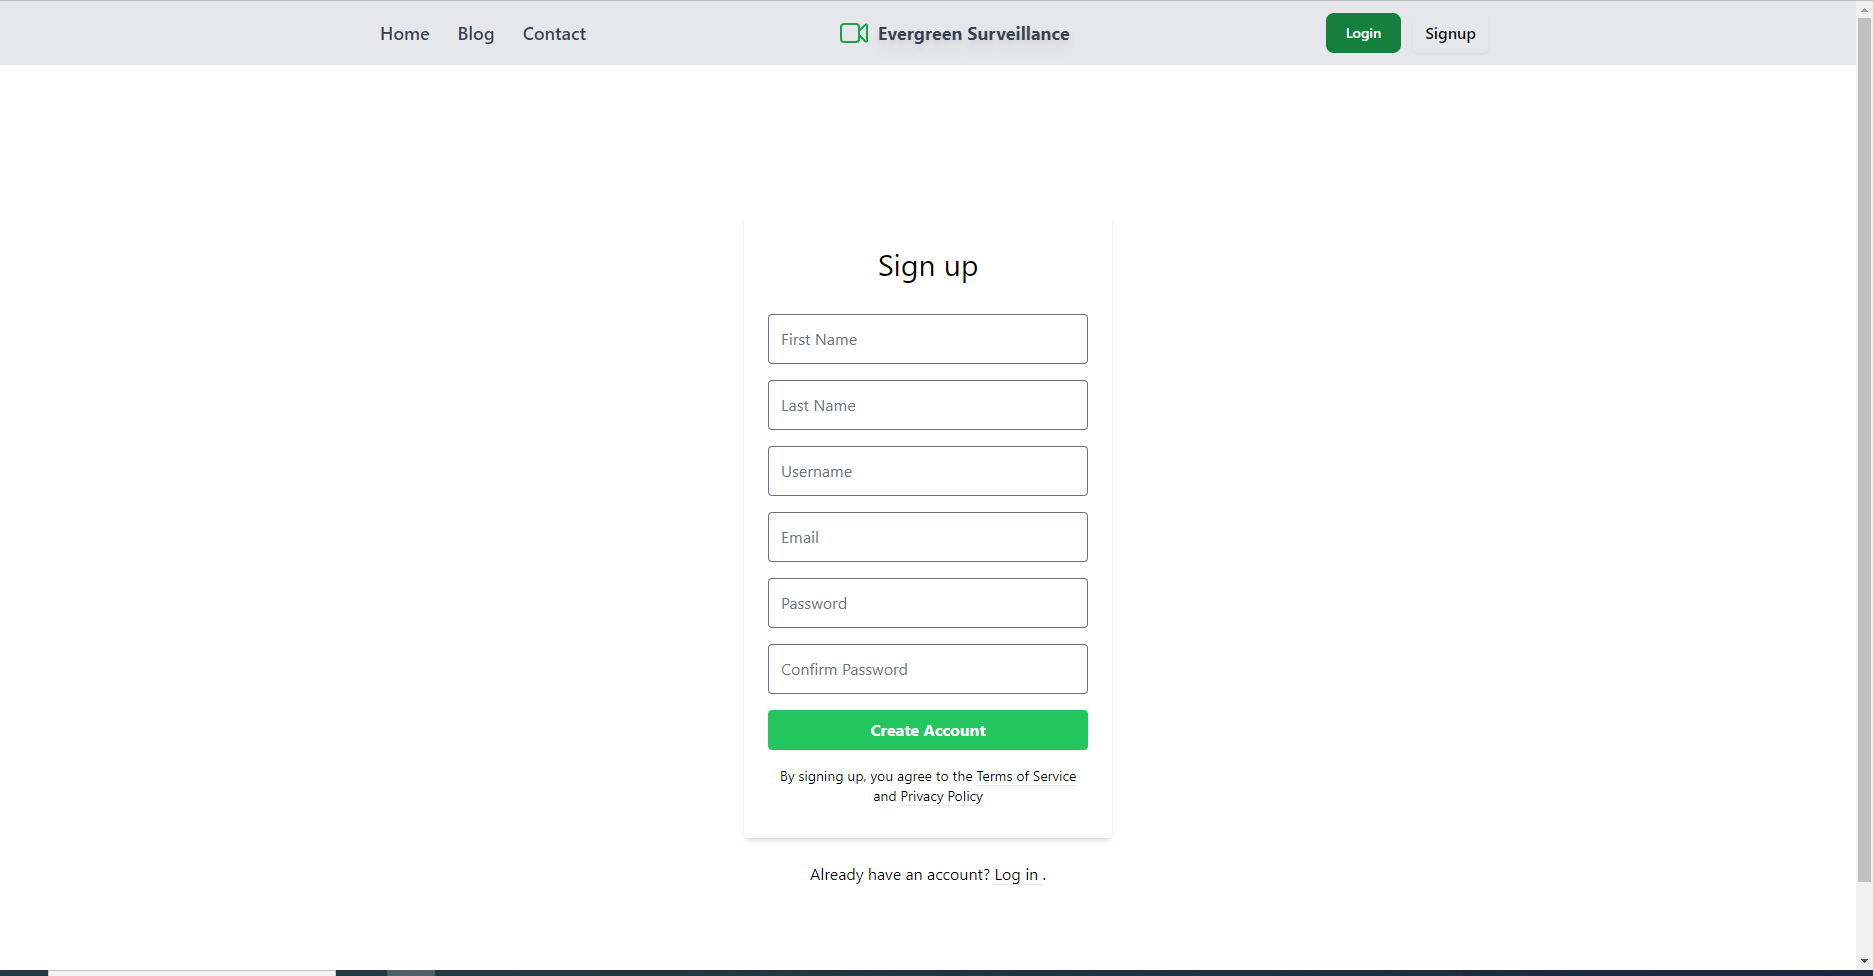 Home Blog Contact Evergreen Surveillance Login Signup
Sign up
First Name
Last Name
Username
Email
Password
Confirm Password
Create Account
By signing up, you agree to the Terms of Service
and Privacy Policy
Already have an account? Log in .